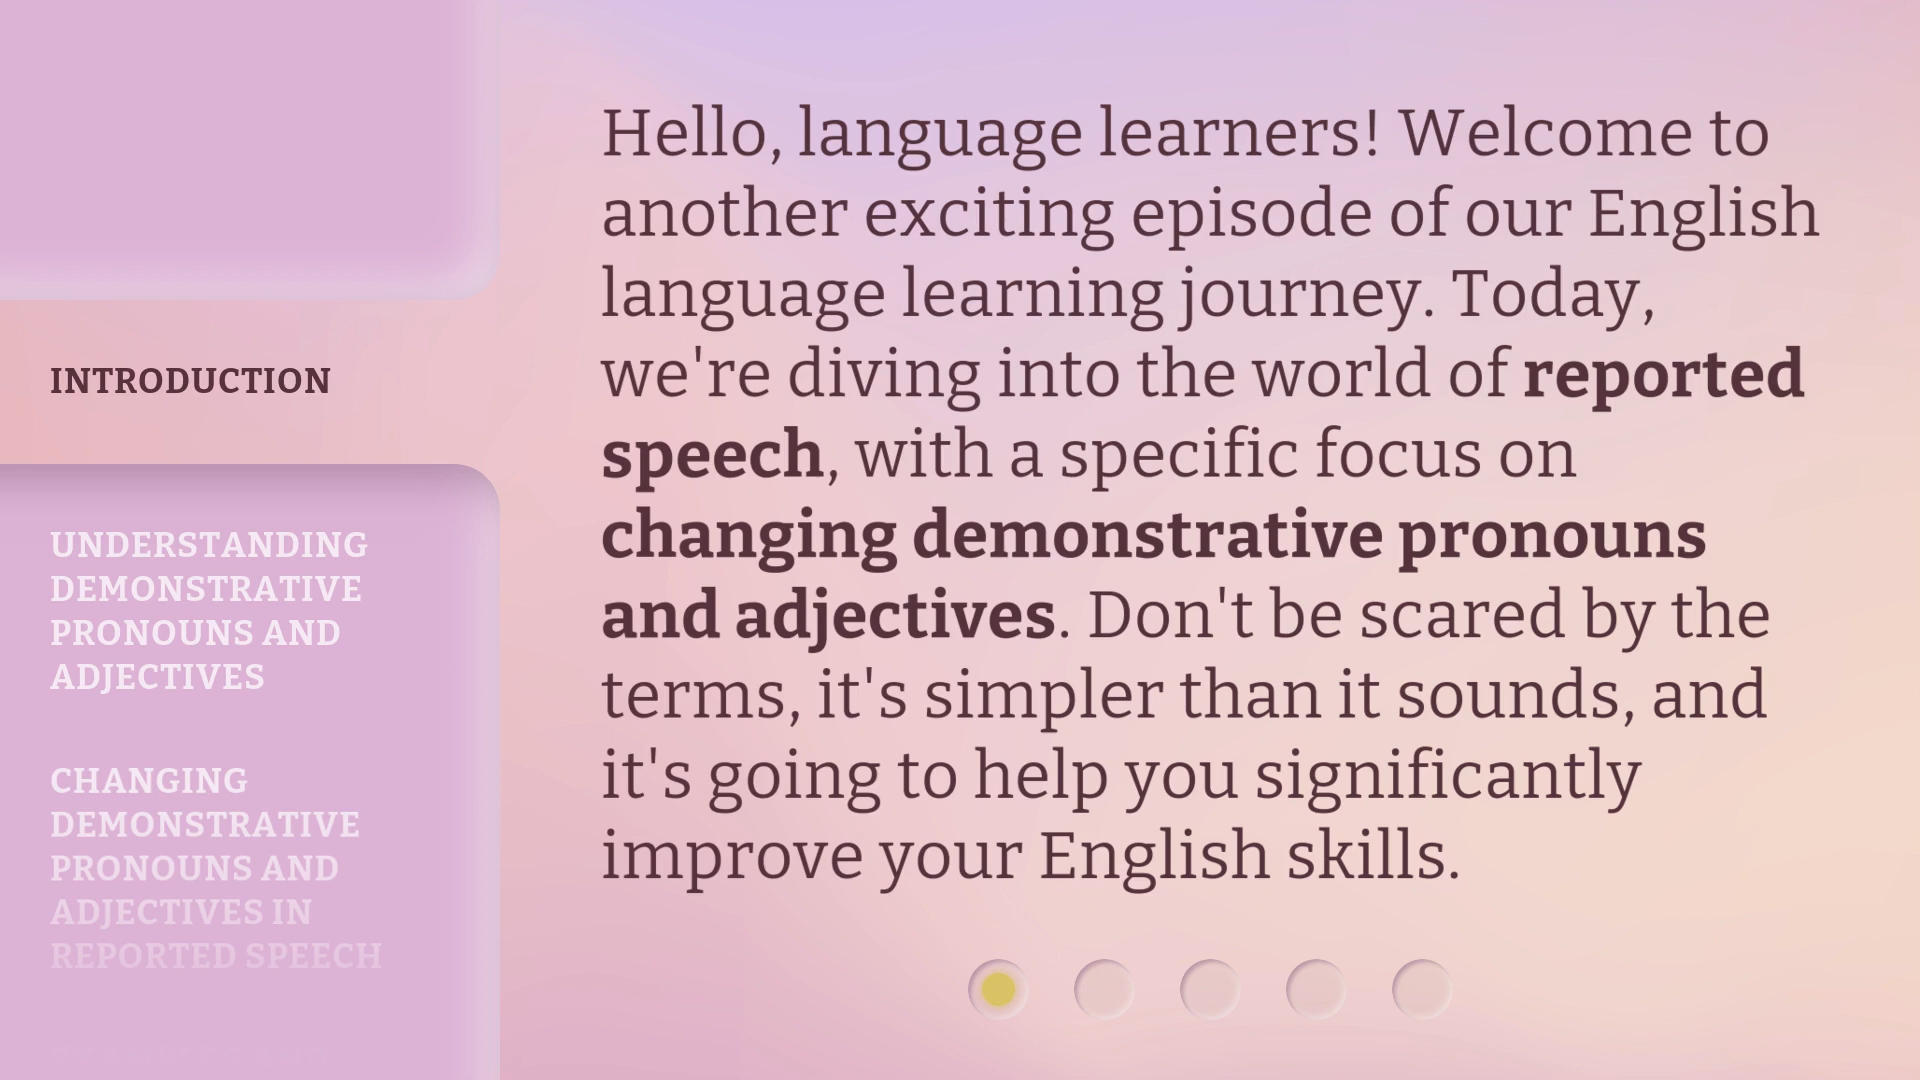 INTRODUCTION
UNDERSTANDING
DEMONSTRATIVE
PRONOUNS AND
ADJECTIVES
CHANGING
DEMONSTRATIVE
PRONOUNS AND
ADJECTIVES IN
REPORTED SPEECH
Hello, language learners! Welcome to
another exciting episode of our English
language learning journey. Today,
we're diving into the world of reported
speech, with a specific focus on
changing demonstrative pronouns
and adjectives. Don't be scared by the
terms, it's simpler than it sounds, and
it's going to help you significantly
improve your English skills.